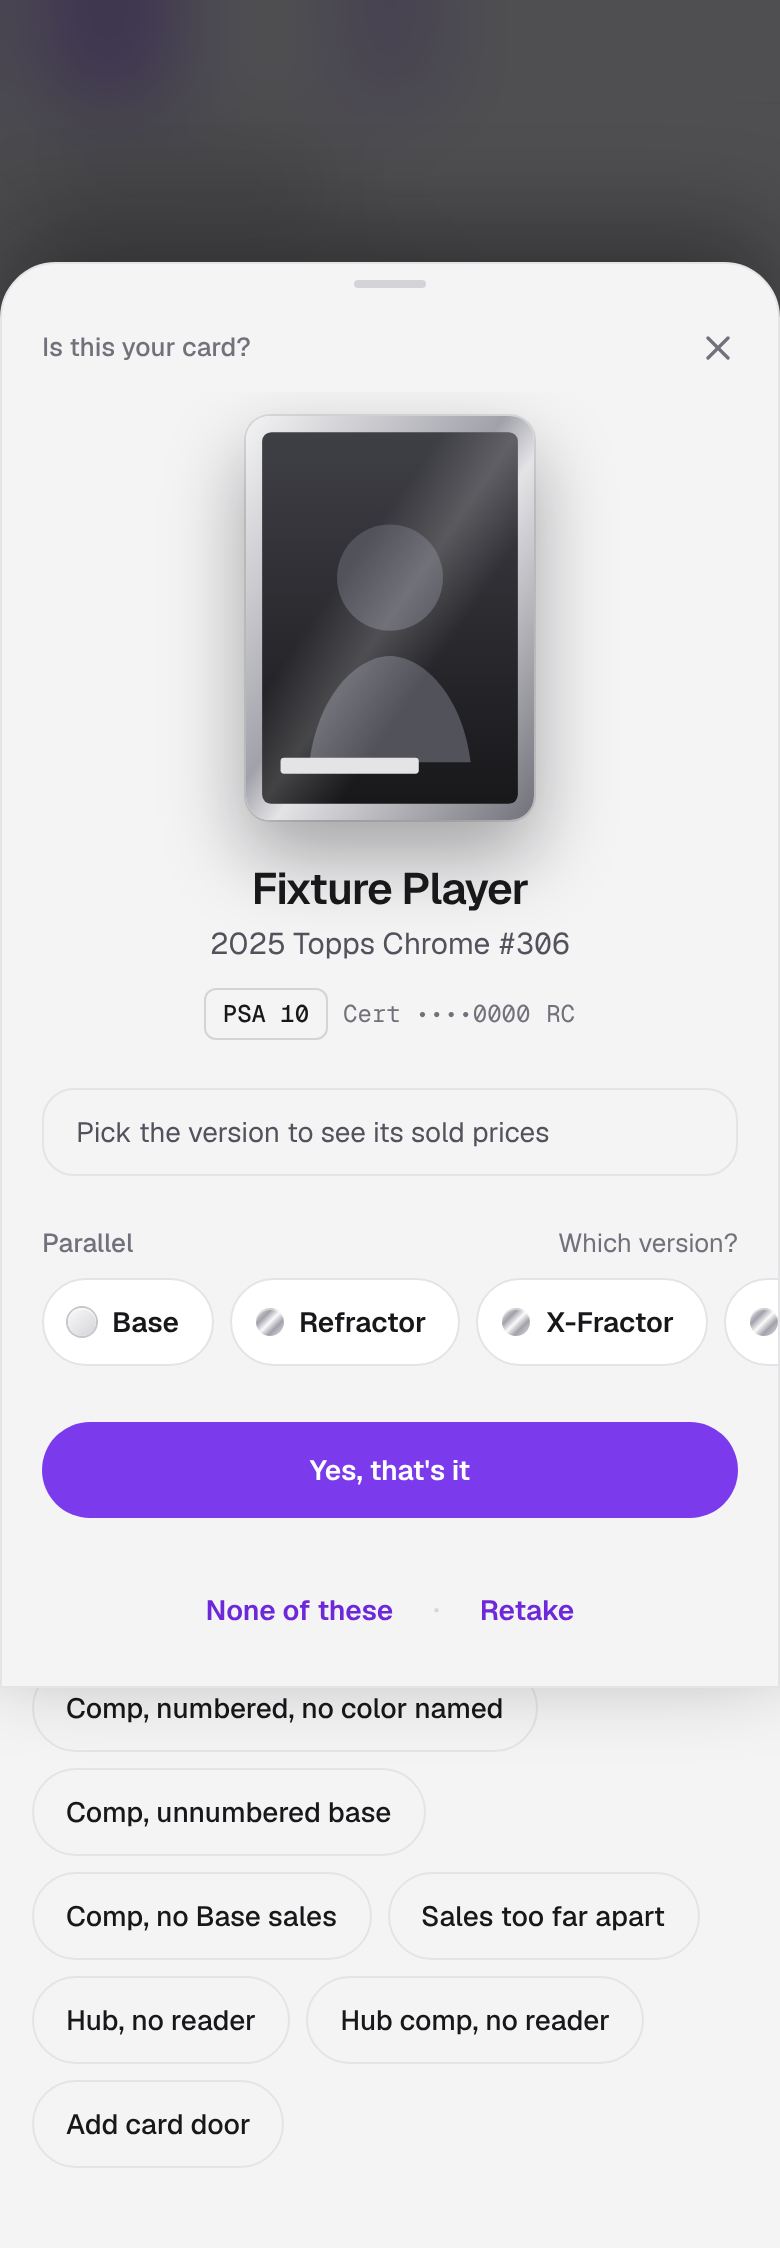 Is this your card?
Fixture Player
2025 Topps Chrome #306
PSA 10 Cert ••••0000 RC
Pick the version to see its sold prices
Parallel Which version?
Base Refractor X-Fractor
Yes, that's it
None of these · Retake
Comp, numbered, no color named
Comp, unnumbered base
Comp, no Base sales Sales too far apart
Hub, no reader Hub comp, no reader
Add card door